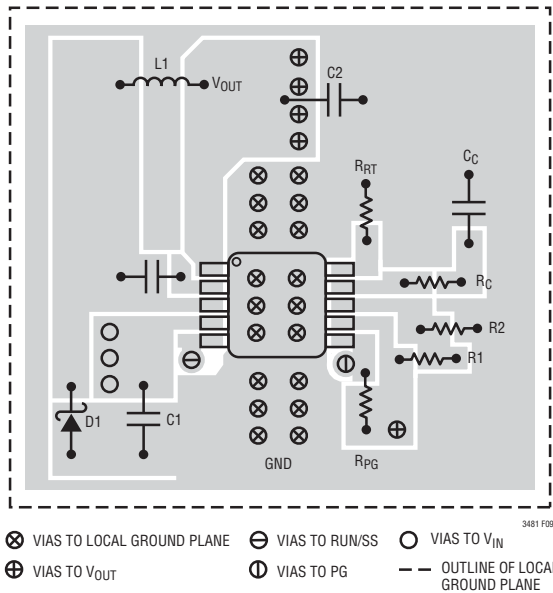 L1
VOUT
C2
RRT
CC
RC
R2
R1
D1
C1
GND
RPG
3481 F09
VIAS TO LOCAL GROUND PLANE
VIAS TO RUN/SS
VIAS TO VIN
VIAS TO VOUT
VIAS TO PG
OUTLINE OF LOCAL
GROUND PLANE